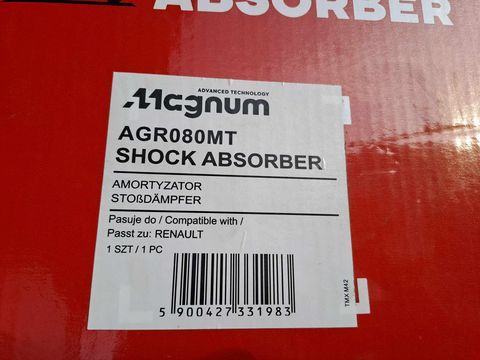 ABSORBER
ADVANCED TECHNOLOGY
Magnum
AGR080MT
SHOCK ABSORBER
AMORTYZATOR
STOßDÄMPFER
Pasuje do / Compatible with /
Passt zu: RENAULT
1 SZT / 1 PC
5 900427 331983
TMX M42